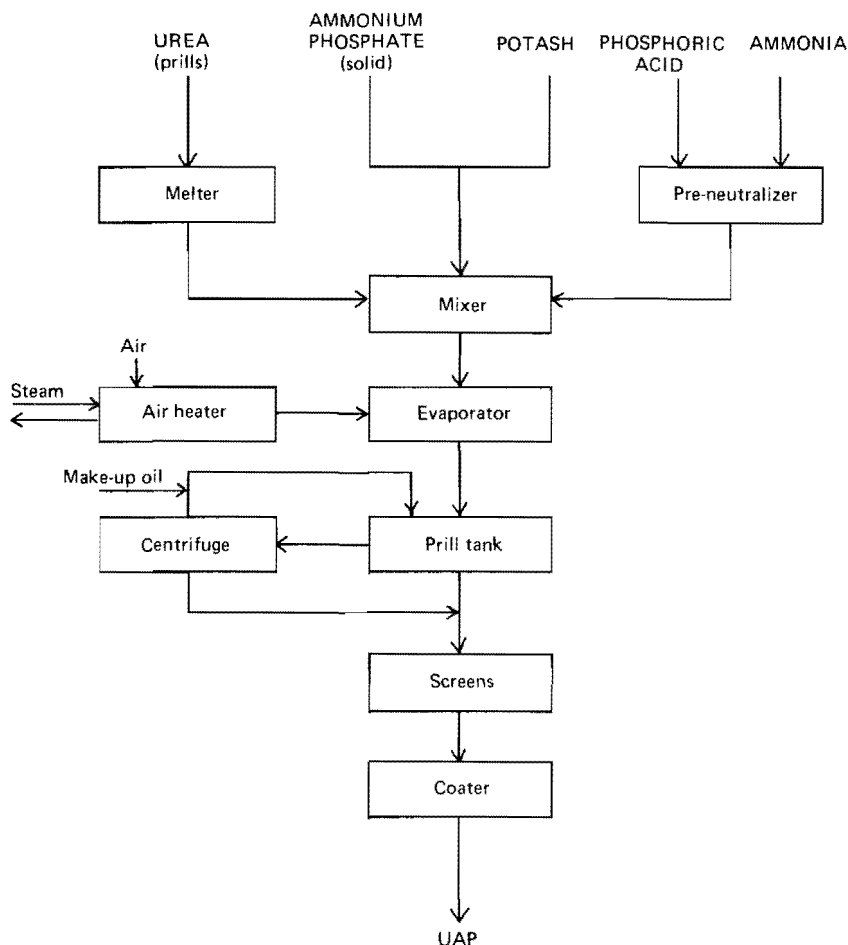 UREA
(prills)
AMMONIUM
PHOSPHATE
(solid)
POTASH
PHOSPHORIC
ACID
AMMONIA
Melter
Pre-neutralizer
Mixer
Air
Steam
Air heater
Evaporator
Make-up oil
Centrifuge
Prill tank
Screens
Coater
UAP